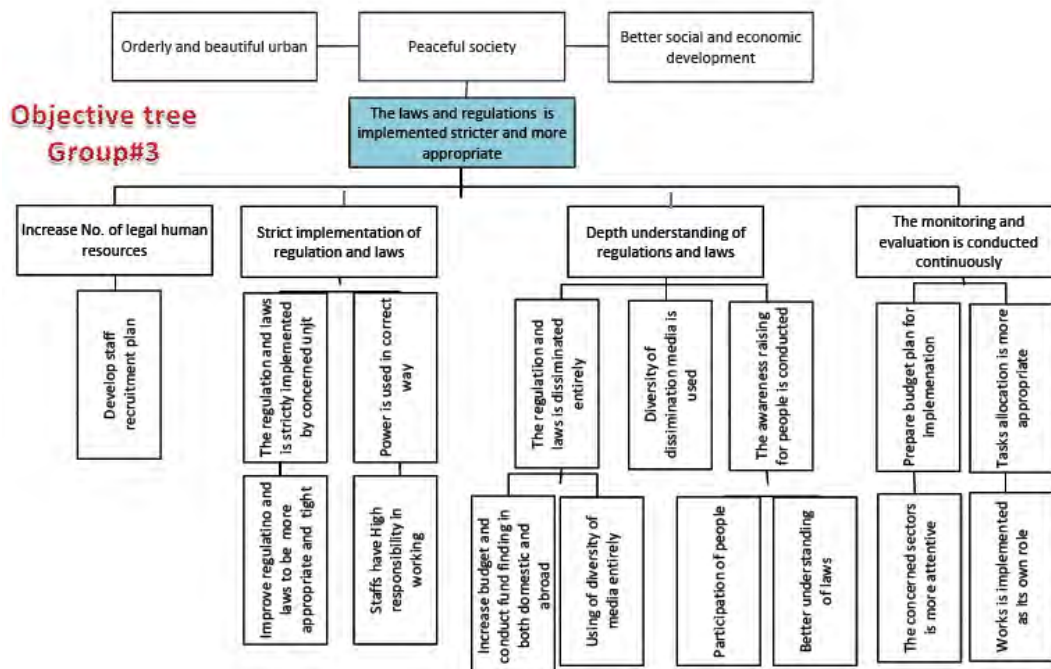 Orderly and beautiful urban
Peaceful society
Better social and economic
development
Objective tree
Group#3
The laws and regulations is
implemented stricter and more
appropriate
Increase No. of legal human
resources
Strict implementation of
regulation and laws
Depth understanding of
regulations and laws
The monitoring and
evaluation is conducted
continuously
Develop staff
recruitment plan
The regulation and laws
is strictly implemented
by concerned unjt
Power is used in correct
way
The regulatiion and
laws is dissiminated
entirely
Diversity of
dissimination media is
used
The awareness raising
for people is conducted
Prepare budget plan for
implemenation
Tasks allocation is more
appropriate
Improve regulatino and
laws to be more
appropriate and tight
Staffs have High
responsibility in
working
Increase budget and
conduct fund finding in
both domestic and
abroad
Using of diversity of
media entirely
Participation of people
Better understanding
of laws
The concerned sectors
is more attentive
Works is implemented
as its own role